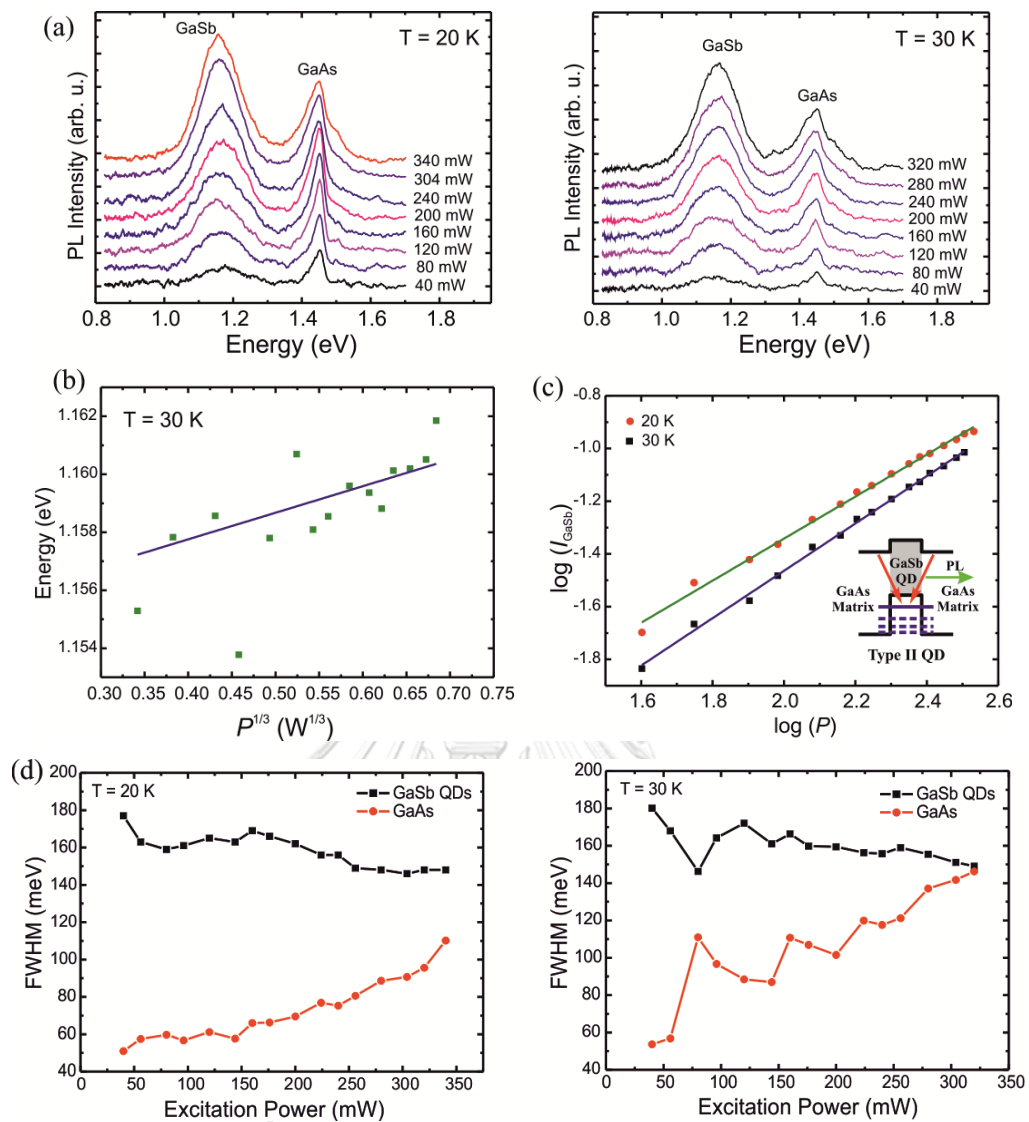 (a)
GaSb
GaAs
T = 20 K
PL Intensity (arb. u.)
340 mW
304 mW
240 mW
200 mW
160 mW
120 mW
80 mW
40 mW
0.8 1.0 1.2 1.4 1.6 1.8
Energy (eV)
GaSb
GaAs
T = 30 K
PL Intensity (arb. u.)
320 mW
280 mW
240 mW
200 mW
160 mW
120 mW
80 mW
40 mW
0.8 1.0 1.2 1.4 1.6 1.8
Energy (eV)
(b)
T = 30 K
Energy (eV)
1.162
1.160
1.158
1.156
1.154
0.30 0.35 0.40 0.45 0.50 0.55 0.60 0.65 0.70 0.75
P^1/3 (W^1/3)
(c)
20 K
30 K
log (I_GaSb)
-0.8
-1.0
-1.2
-1.4
-1.6
-1.8
GaSb
QD
PL
GaAs
Matrix
GaAs
Matrix
Type II QD
1.6 1.8 2.0 2.2 2.4 2.6
log (P)
(d)
T = 20 K
GaSb QDs
GaAs
FWHM (meV)
200
180
160
140
120
100
80
60
40
0 50 100 150 200 250 300 350
Excitation Power (mW)
T = 30 K
GaSb QDs
GaAs
FWHM (meV)
200
180
160
140
120
100
80
60
40
0 50 100 150 200 250 300 350
Excitation Power (mW)